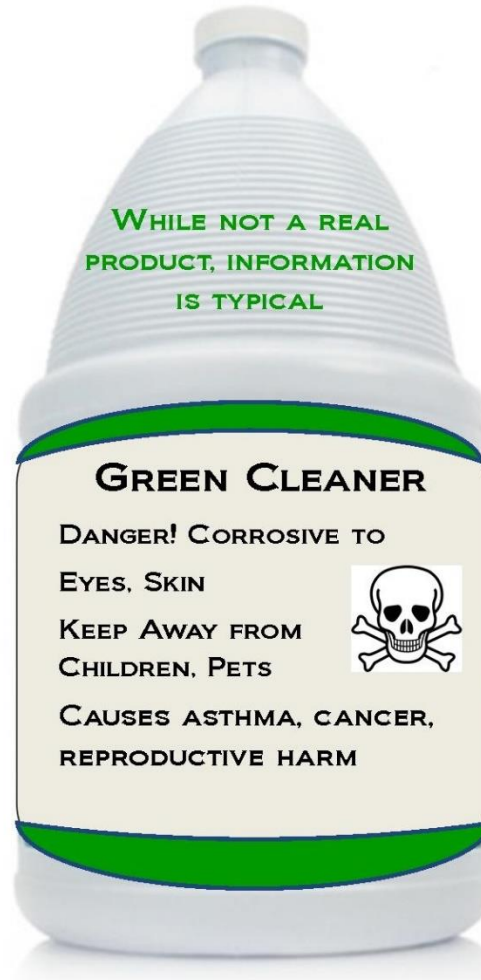 While not a real
product, information
is typical
Green Cleaner
Danger! Corrosive to
Eyes, Skin
Keep Away from
Children, Pets
Causes asthma, cancer,
reproductive harm